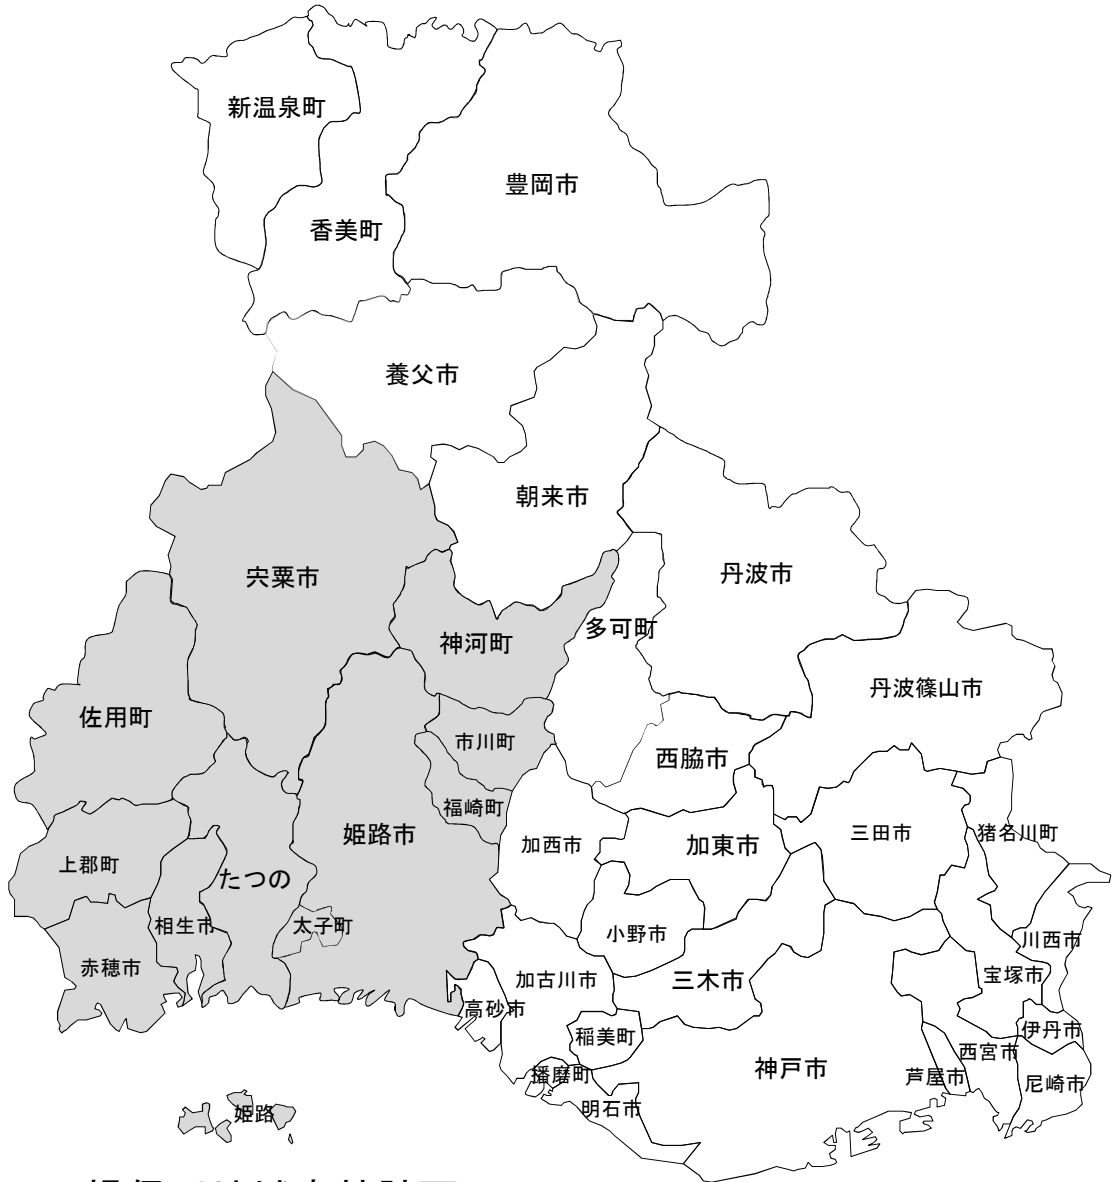 新温泉町
豊岡市
香美町
養父市
朝来市
宍粟市
丹波市
多可町
神河町
丹波篠山市
佐用町
市川町
西脇市
福崎町
姫路市
加西市
加東市
三田市
猪名川町
上郡町
たつの
相生市
太子町
小野市
川西市
赤穂市
加古川市
三木市
宝塚市
高砂市
稲美町
伊丹市
西宮市
神戸市
播磨町
芦屋市
尼崎市
明石市
姫路